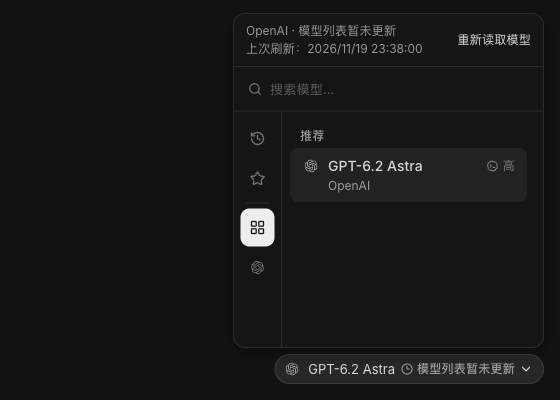 OpenAI · 模型列表暂未更新
上次刷新：2026/11/19 23:38:00
重新读取模型
搜索模型...
推荐
GPT-6.2 Astra
高
OpenAI
GPT-6.2 Astra 模型列表暂未更新